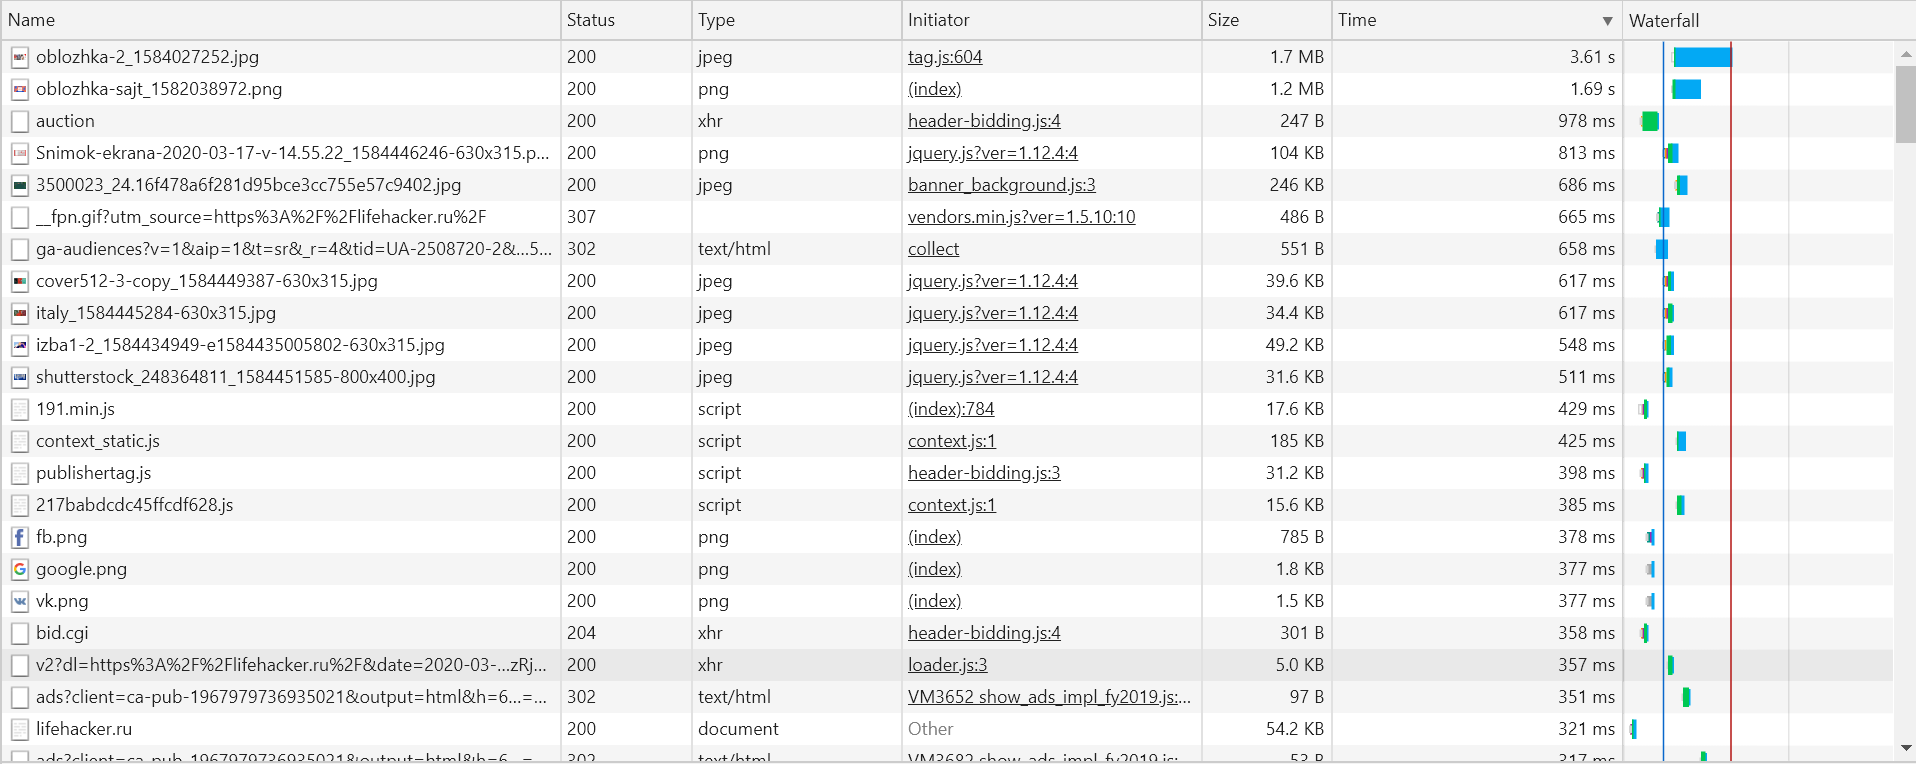 Name Status Type Initiator Size Time ▼ Waterfall
oblozhka-2_1584027252.jpg 200 jpeg tag.js:604 1.7 MB 3.61 s
oblozhka-sajt_1582038972.png 200 png (index) 1.2 MB 1.69 s
auction 200 xhr header-bidding.js:4 247 B 978 ms
Snimok-ekrana-2020-03-17-v-14.55.22_1584446246-630x315.p... 200 png jquery.js?ver=1.12.4:4 104 KB 813 ms
3500023_24.16f478a6f281d95bce3cc755e57c9402.jpg 200 jpeg banner_background.js:3 246 KB 686 ms
__fpn.gif?utm_source=https%3A%2F%2Flifehacker.ru%2F 307 vendors.min.js?ver=1.5.10:10 486 B 665 ms
ga-audiences?v=1&aip=1&t=sr&_r=4&tid=UA-2508720-2&...5... 302 text/html collect 551 B 658 ms
cover512-3-copy_1584449387-630x315.jpg 200 jpeg jquery.js?ver=1.12.4:4 39.6 KB 617 ms
italy_1584445284-630x315.jpg 200 jpeg jquery.js?ver=1.12.4:4 34.4 KB 617 ms
izba1-2_1584434949-e1584435005802-630x315.jpg 200 jpeg jquery.js?ver=1.12.4:4 49.2 KB 548 ms
shutterstock_248364811_1584451585-800x400.jpg 200 jpeg jquery.js?ver=1.12.4:4 31.6 KB 511 ms
191.min.js 200 script (index):784 17.6 KB 429 ms
context_static.js 200 script context.js:1 185 KB 425 ms
publishertag.js 200 script header-bidding.js:3 31.2 KB 398 ms
217babdcdc45ffcdf628.js 200 script context.js:1 15.6 KB 385 ms
fb.png 200 png (index) 785 B 378 ms
google.png 200 png (index) 1.8 KB 377 ms
vk.png 200 png (index) 1.5 KB 377 ms
bid.cgi 204 xhr header-bidding.js:4 301 B 358 ms
v2?dl=https%3A%2F%2Flifehacker.ru%2F&date=2020-03-...zRj... 200 xhr loader.js:3 5.0 KB 357 ms
ads?client=ca-pub-1967979736935021&output=html&h=6...=... 302 text/html VM3652 show_ads_impl_fy2019.js:... 97 B 351 ms
lifehacker.ru 200 document Other 54.2 KB 321 ms
ads?client=ca-pub-1967979736935021&output=html&h=6...=... 302 text/html VM3682 show_ads_impl_fy2019.js:... 53 B 317 ms